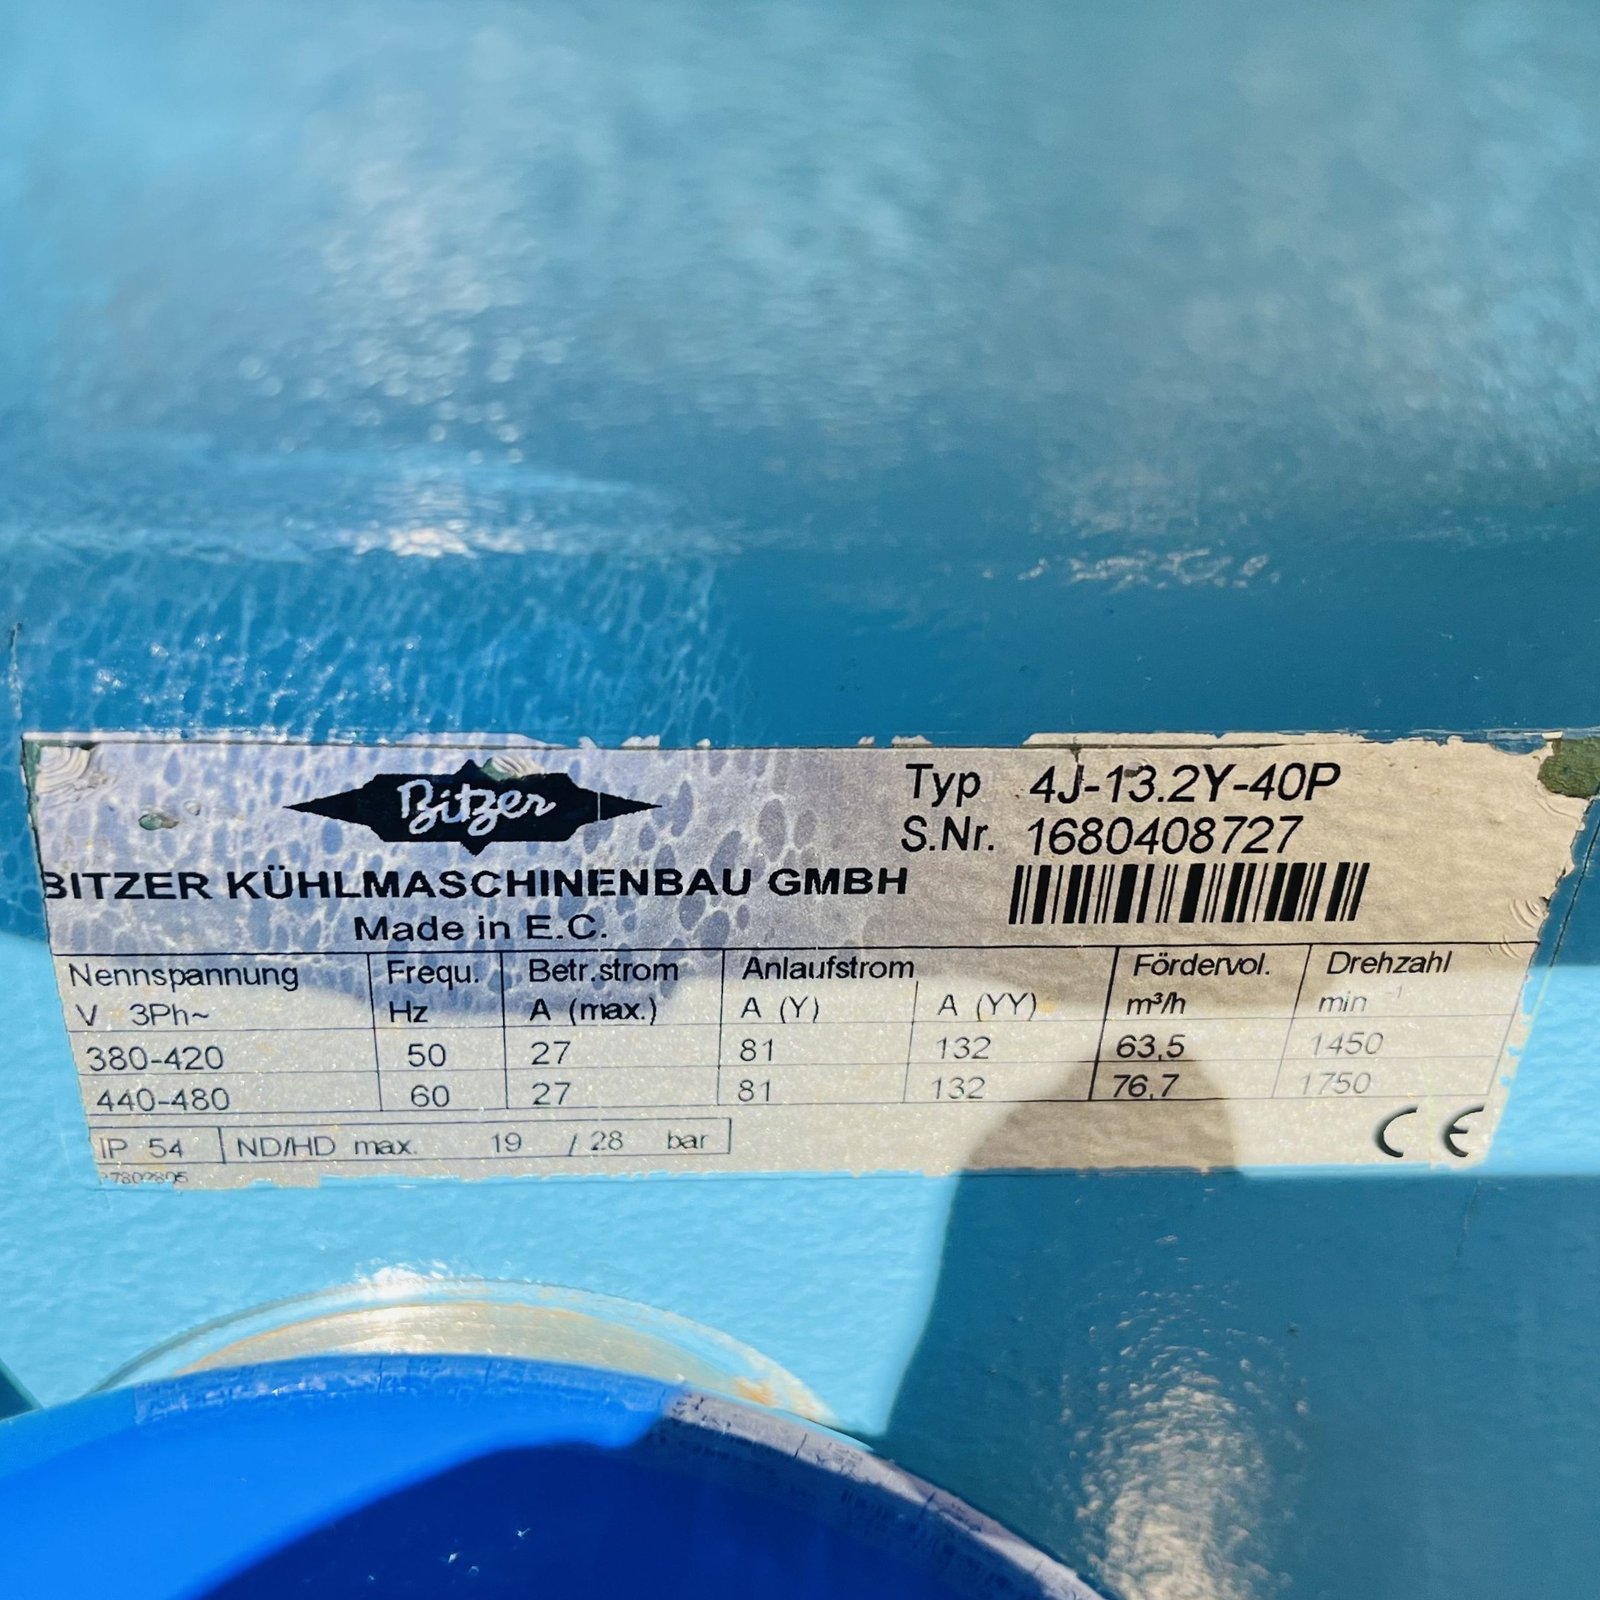 Bitzer
Typ 4J-13.2Y-40P
S.Nr. 1680408727
BITZER KÜHLMASCHINENBAU GMBH
Made in E.C.
Nennspannung Frequ. Betr.strom Anlaufstrom Fördervol. Drehzahl
V 3Ph~ Hz A (max.) A (Y) A (YY) m³/h min⁻¹
380-420 50 27 81 132 63,5 1450
440-480 60 27 81 132 76,7 1750
IP 54 ND/HD max. 19 / 28 bar
CE